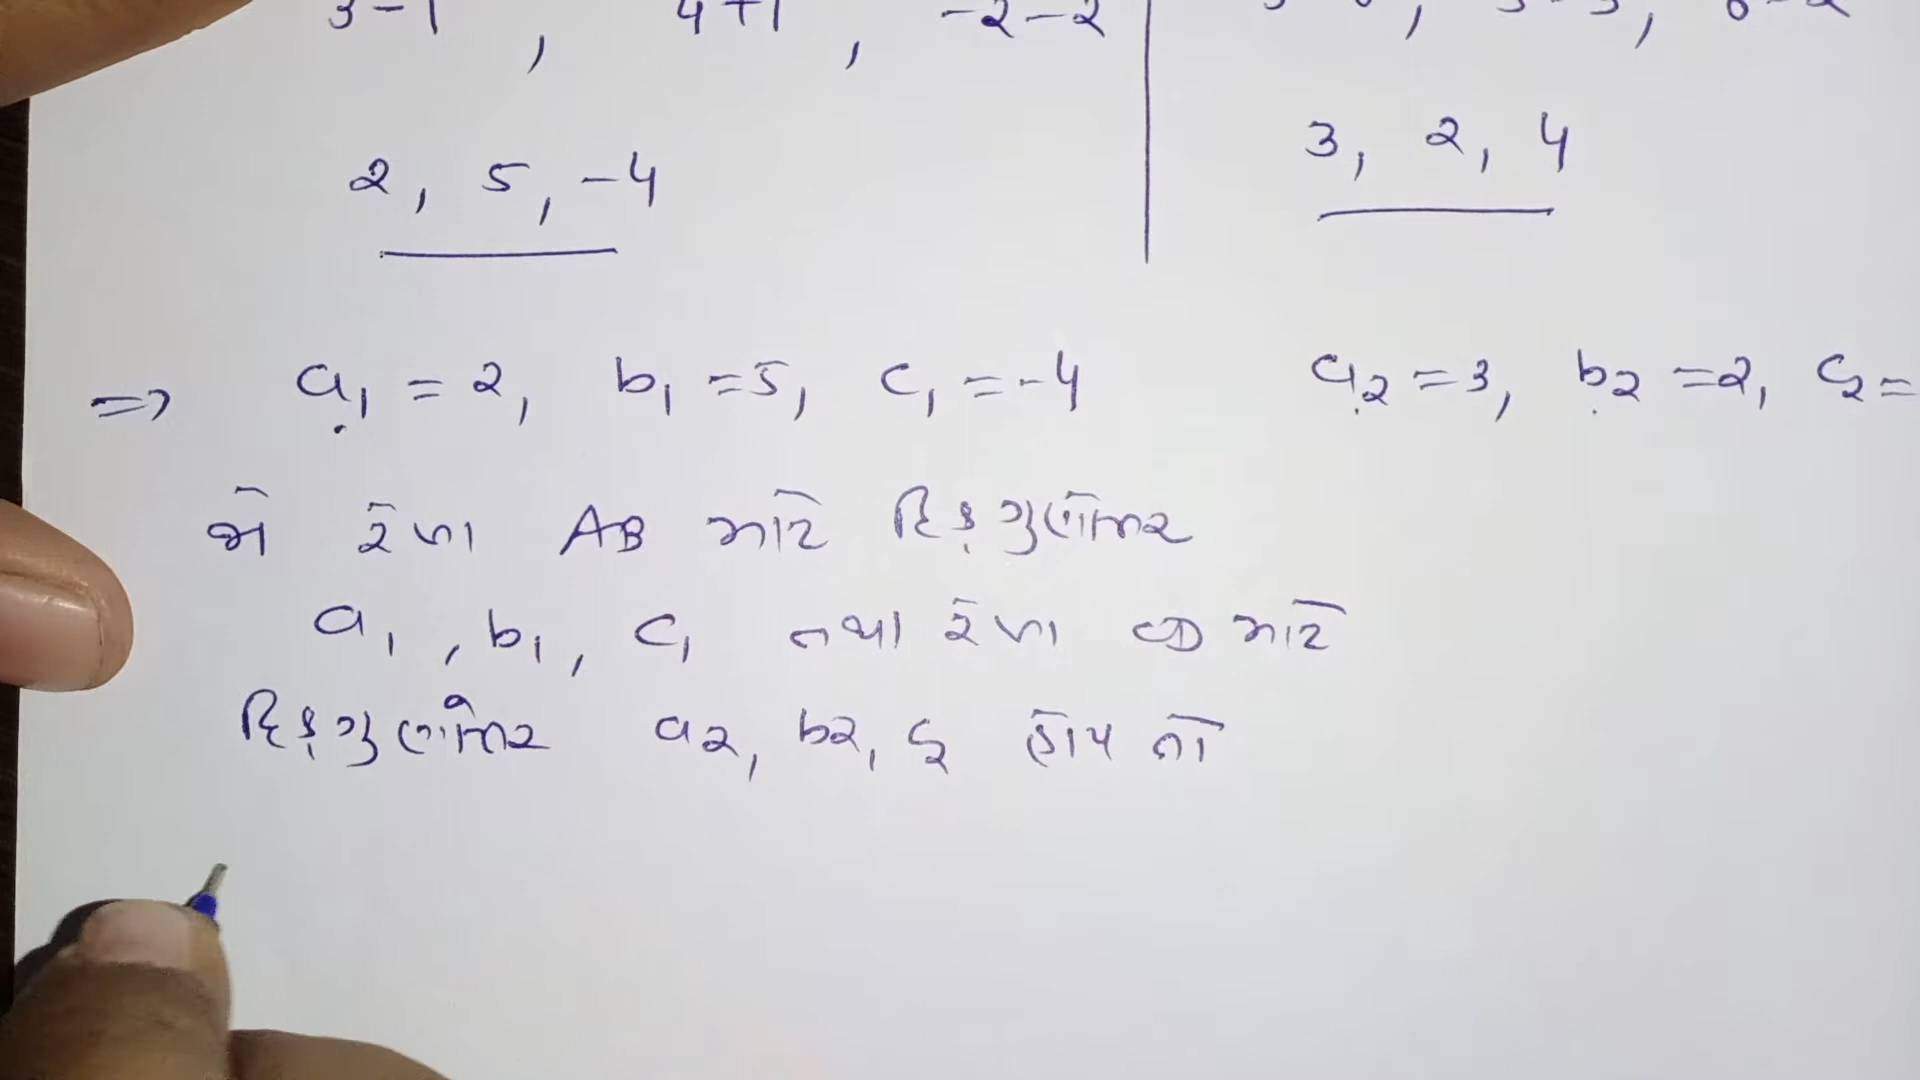 3-1 , 4+1 , -2-2
3, 2, 4
2, 5, -4
=> a₁ = 2, b₁ = 5, c₁ = -4 a₂ = 3, b₂ = 2, c₂ =
જો રેખા AB માટે દિક્ગુણોત્તર
a₁, b₁, c₁ તથા રેખા CD માટે
દિક્ગુણોત્તર a₂, b₂, c₂ હોય તો